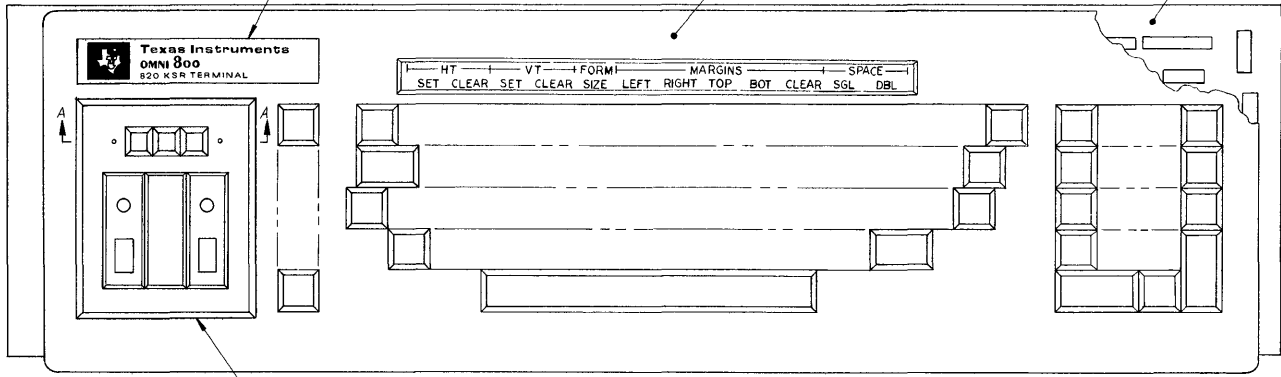 Texas Instruments
OMNI 800
820 KSR TERMINAL
HT VT FORM MARGINS SPACE
SET CLEAR SET CLEAR SIZE LEFT RIGHT TOP BOT CLEAR SGL DBL
A A